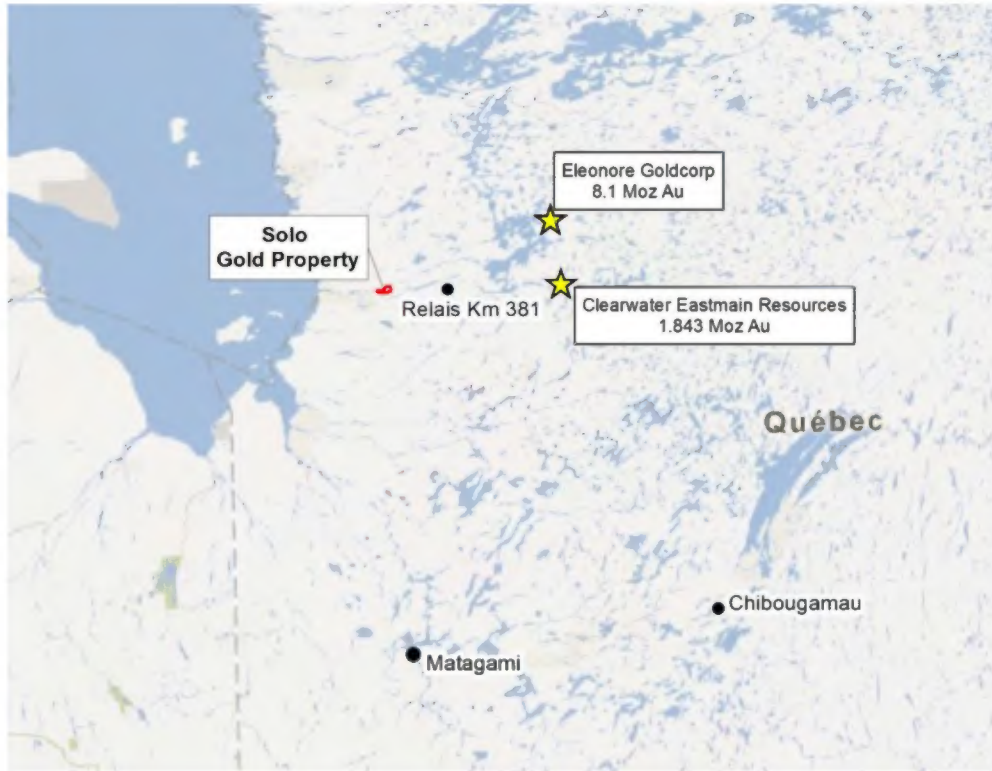 Eleonore Goldcorp
8.1 Moz Au
Solo
Gold Property
Relais Km 381
Clearwater Eastmain Resources
1.843 Moz Au
Québec
Chibougamau
Matagami